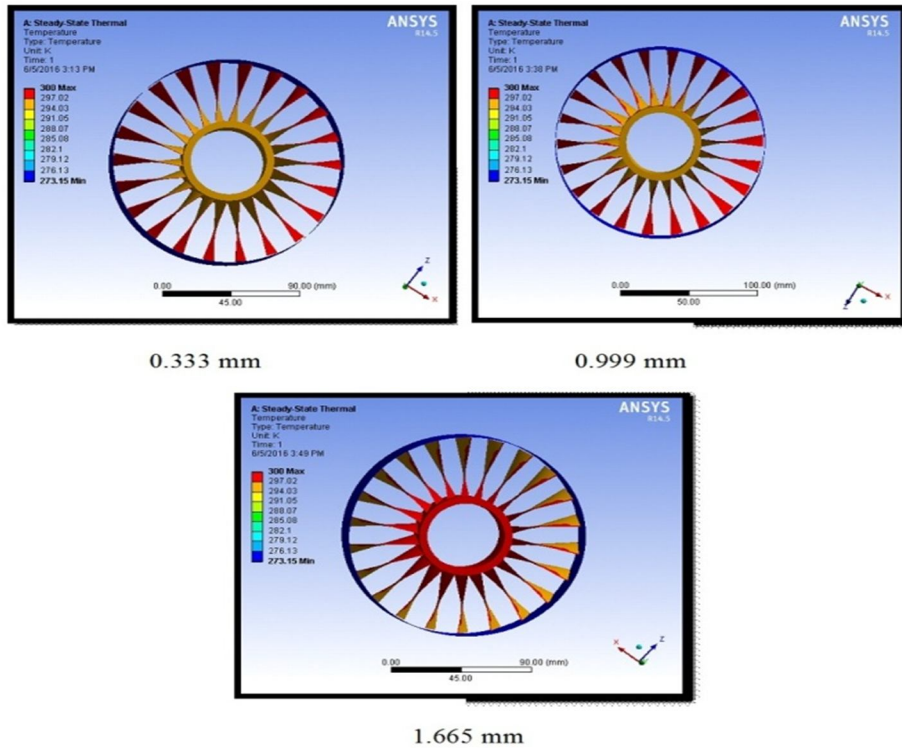 A: Steady-State Thermal
Temperature
Type: Temperature
Unit: K
Time: 1
6/5/2016 3:13 PM
300 Max
297.02
294.03
291.05
288.07
285.08
282.1
279.12
276.13
273.15 Min
ANSYS
R14.5
0.00 90.00 (mm)
45.00
Z
X
A: Steady-State Thermal
Temperature
Type: Temperature
Unit: K
Time: 1
6/5/2016 3:38 PM
300 Max
297.02
294.03
291.05
288.07
285.08
282.1
279.12
276.13
273.15 Min
ANSYS
R14.5
0.00 100.00 (mm)
50.00
X
Z
0.333 mm
0.999 mm
A: Steady-State Thermal
Temperature
Type: Temperature
Unit: K
Time: 1
6/5/2016 3:49 PM
300 Max
297.02
294.03
291.05
288.07
285.08
282.1
279.12
276.13
273.15 Min
ANSYS
R14.5
0.00 90.00 (mm)
45.00
X
Z
1.665 mm